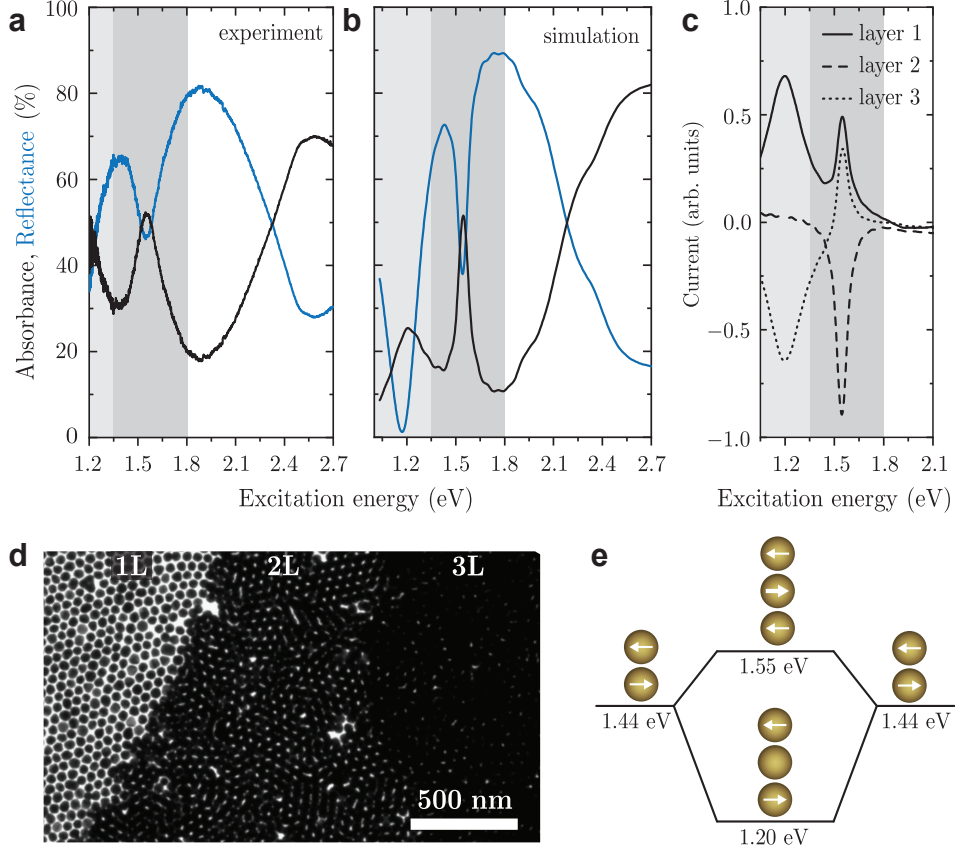 a
experiment
b
simulation
c
layer 1
layer 2
layer 3
Absorbance, Reflectance (%)
100
80
60
40
20
0
1.2 1.5 1.8 2.1 2.4 2.7
1.2 1.5 1.8 2.1 2.4 2.7
Excitation energy (eV)
Current (arb. units)
1.0
0.5
0.0
−0.5
−1.0
1.2 1.5 1.8 2.1
Excitation energy (eV)
d
1L 2L 3L
500 nm
e
1.55 eV
1.44 eV
1.44 eV
1.20 eV